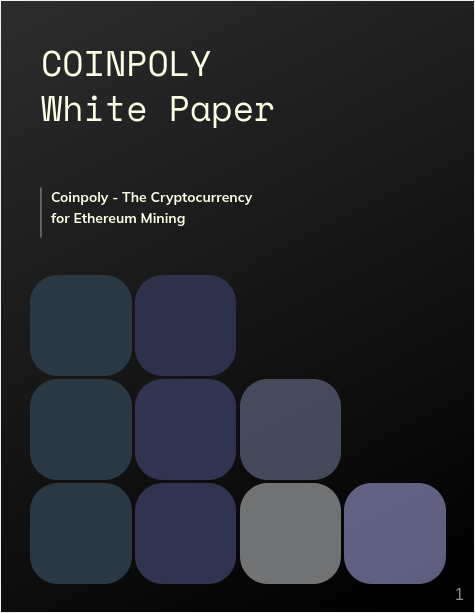 COINPOLY
White Paper
Coinpoly - The Cryptocurrency
for Ethereum Mining
1